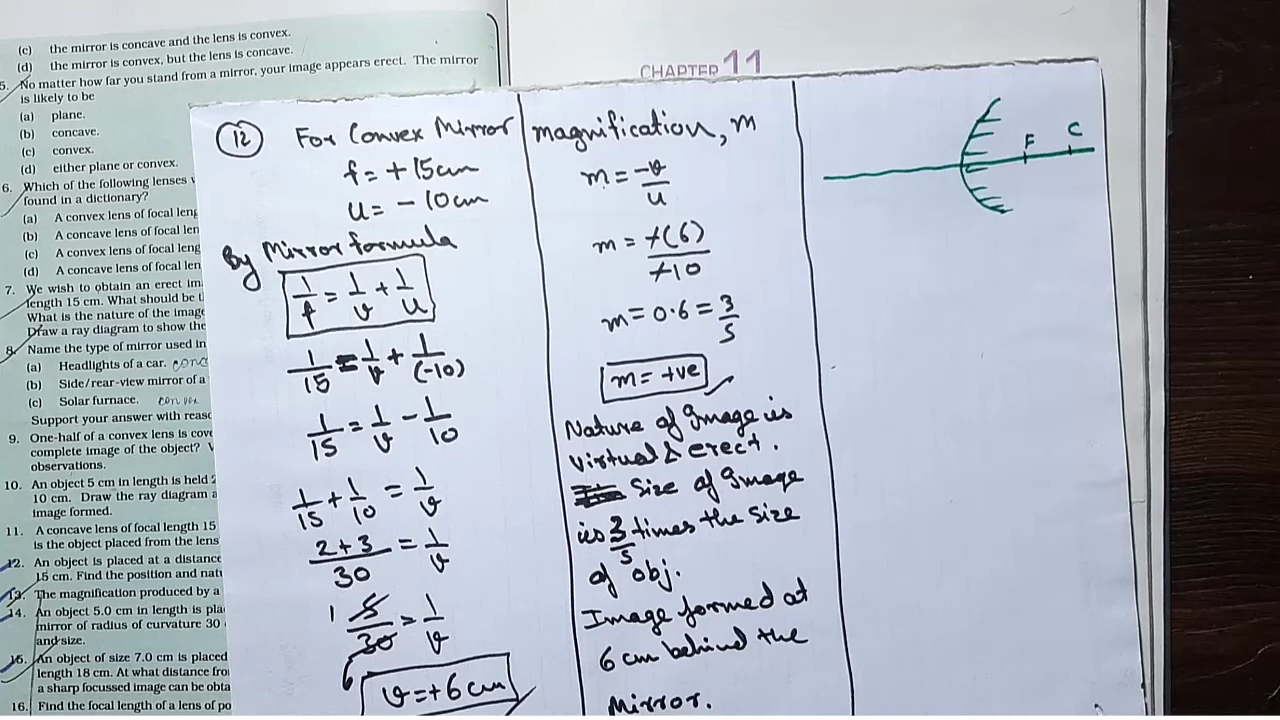 (c) the mirror is concave and the lens is convex.
(d) the mirror is convex, but the lens is concave.
5. No matter how far you stand from a mirror, your image appears erect. The mirror
is likely to be
(a) plane.
(b) concave.
(c) convex.
(d) either plane or convex.
6. Which of the following lenses
found in a dictionary?
(a) A convex lens of focal
(b) A concave lens of focal len
(c) A convex lens of focal leng
(d) A concave lens of focal len
7. We wish to obtain an erect im
length 15 cm. What should be
What is the nature of the image
Draw a ray diagram to show the
8. Name the type of mirror used in
(a) Headlights of a car. conc
(b) Side/rear-view mirror of a
(c) Solar furnace.
Support your answer with reaso
9. One-half of a convex lens is cove
complete image of the object?
observations.
10. An object 5 cm in length is held
10 cm. Draw the ray diagram
image formed.
11. A concave lens of focal length 15
is the object placed from the lens
12. An object is placed at a distance
15 cm. Find the position and natu
13. The magnification produced by a
14. An object 5.0 cm in length is pla
mirror of radius of curvature 30
and size.
15. An object of size 7.0 cm is placed
length 18 cm. At what distance fro
a sharp focussed image can be obta
16. Find the focal length of a lens of po
CHAPTER 11
(12) For Convex Mirror
f = + 15cm
u = - 10cm
By Mirror formula
1/f = 1/v + 1/u
1/15 = 1/v + 1/(-10)
1/15 = 1/v - 1/10
1/15 + 1/10 = 1/v
2+3/30 = 1/v
1 5/30 = 1/v
6
v = +6cm
magnification, m
m = -v/u
m = -(6)/-10
m = 0.6 = 3/5
m = +ve
Nature of Image is
virtual & erect.
Size of Image
is 3/5 times the size
of obj.
Image formed at
6 cm behind the
Mirror.
F C